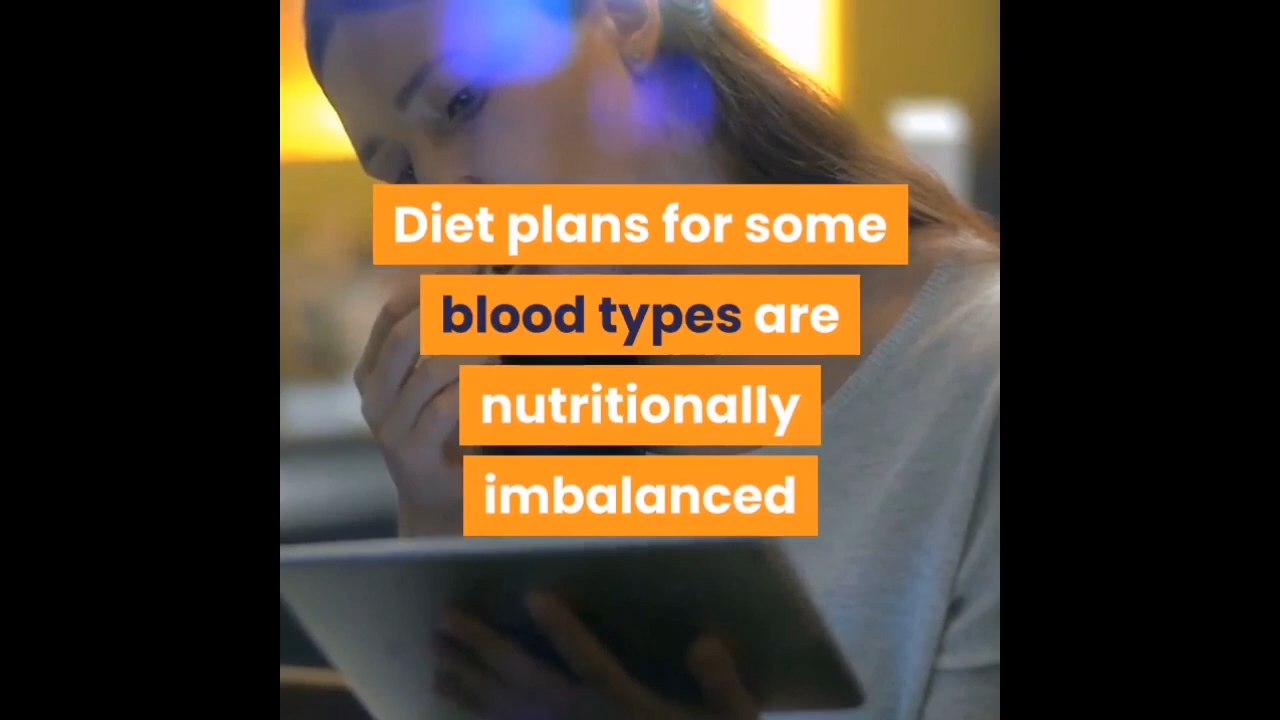 Diet plans for some
blood types are
nutritionally
imbalanced